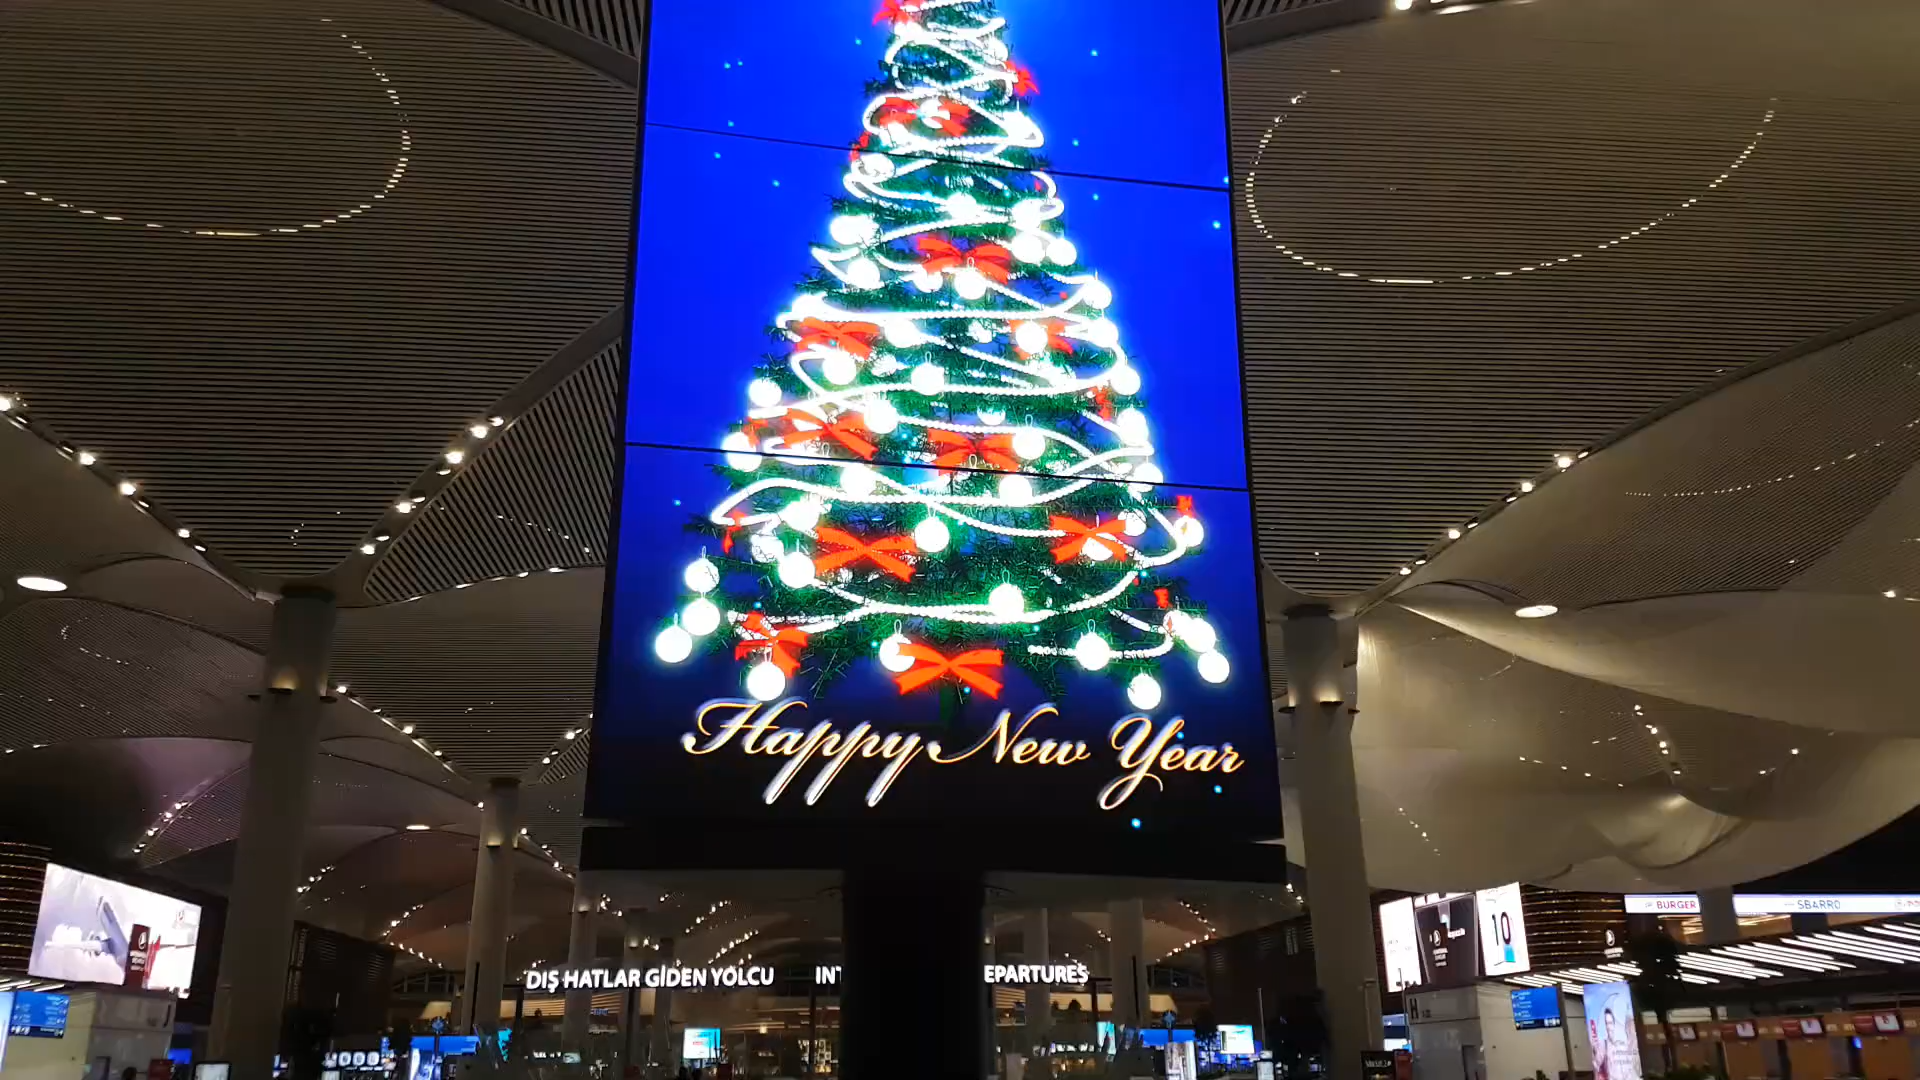 Happy New Year
DIŞ HATLAR GİDEN YOLCU
INT
EPARTURES
BURGER
SBARRO
10